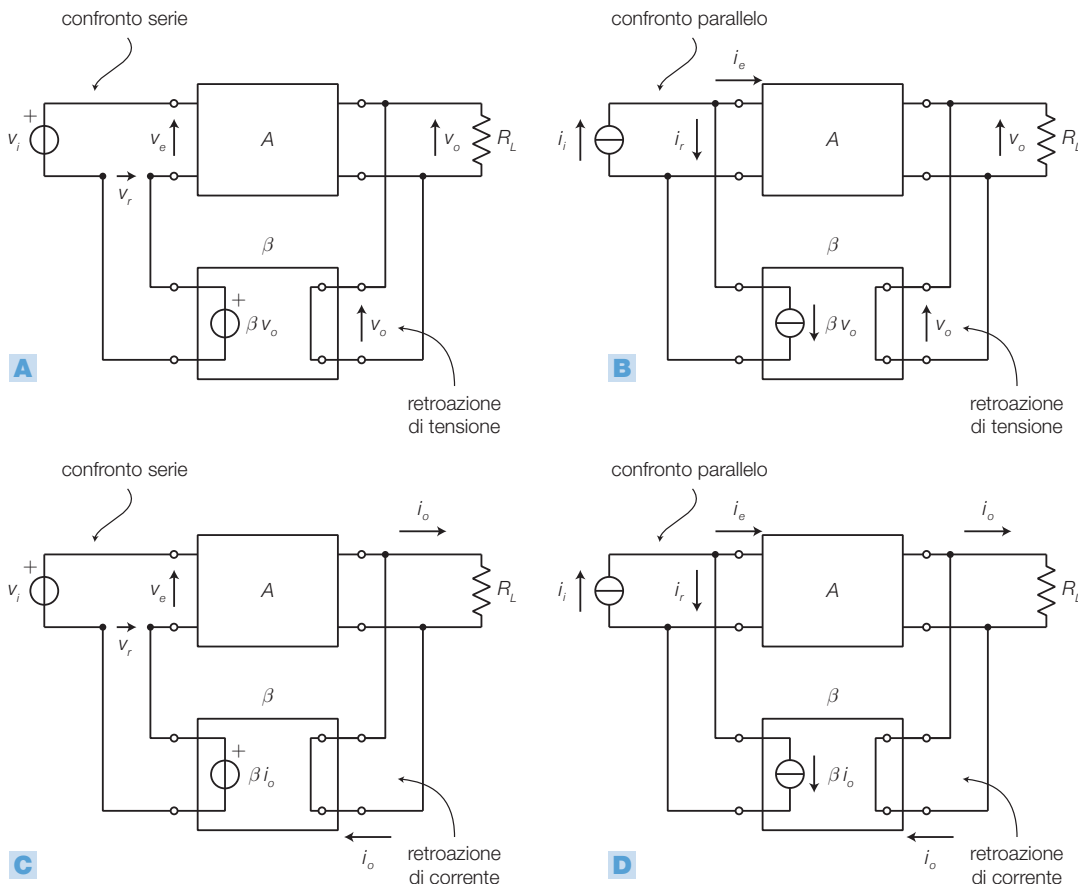 confronto serie
+
v_i
v_e
v_r
A
v_o
R_L
β
+
β v_o
v_o
A
retroazione
di tensione
confronto parallelo
i_e
i_i
i_r
A
v_o
R_L
β
β v_o
v_o
B
retroazione
di tensione
confronto serie
i_o
+
v_i
v_e
v_r
A
R_L
β
+
β i_o
i_o
C
retroazione
di corrente
confronto parallelo
i_e
i_o
i_i
i_r
A
R_L
β
β i_o
i_o
D
retroazione
di corrente